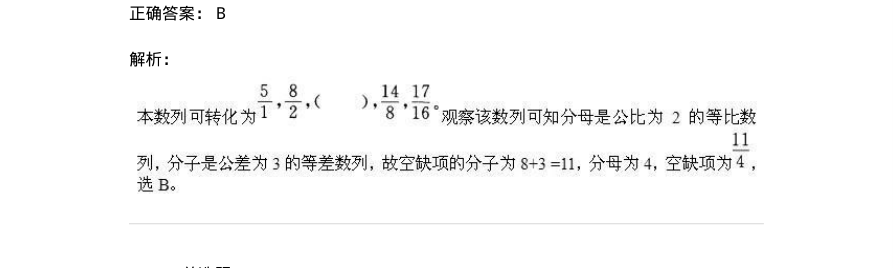 正确答案： B
解析：
本数列可转化为5/1,8/2,(    ),14/8,17/16。观察该数列可知分母是公比为 2 的等比数
列，分子是公差为 3 的等差数列，故空缺项的分子为 8+3 =11，分母为 4，空缺项为11/4，
选 B。